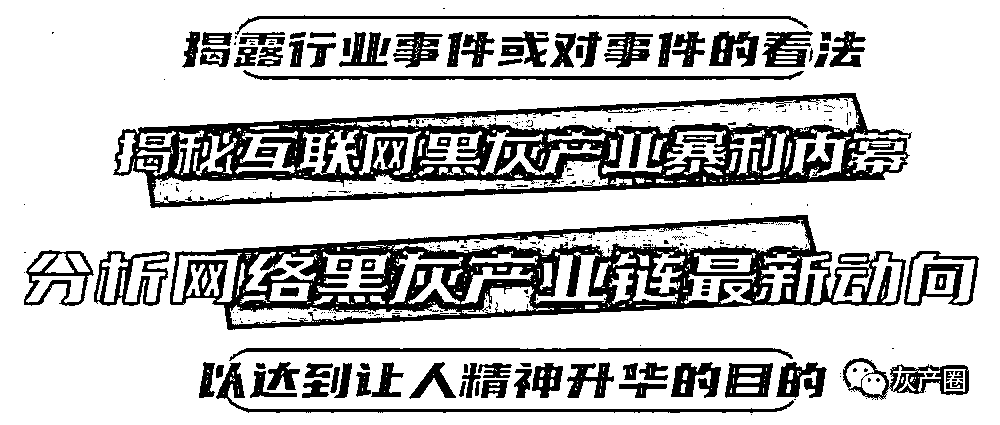 揭露行业事件或对事件的看法
揭秘互联网黑灰产业暴利内幕
分析网络黑灰产业链最新动向
以达到让人精神升华的目的
灰产圈